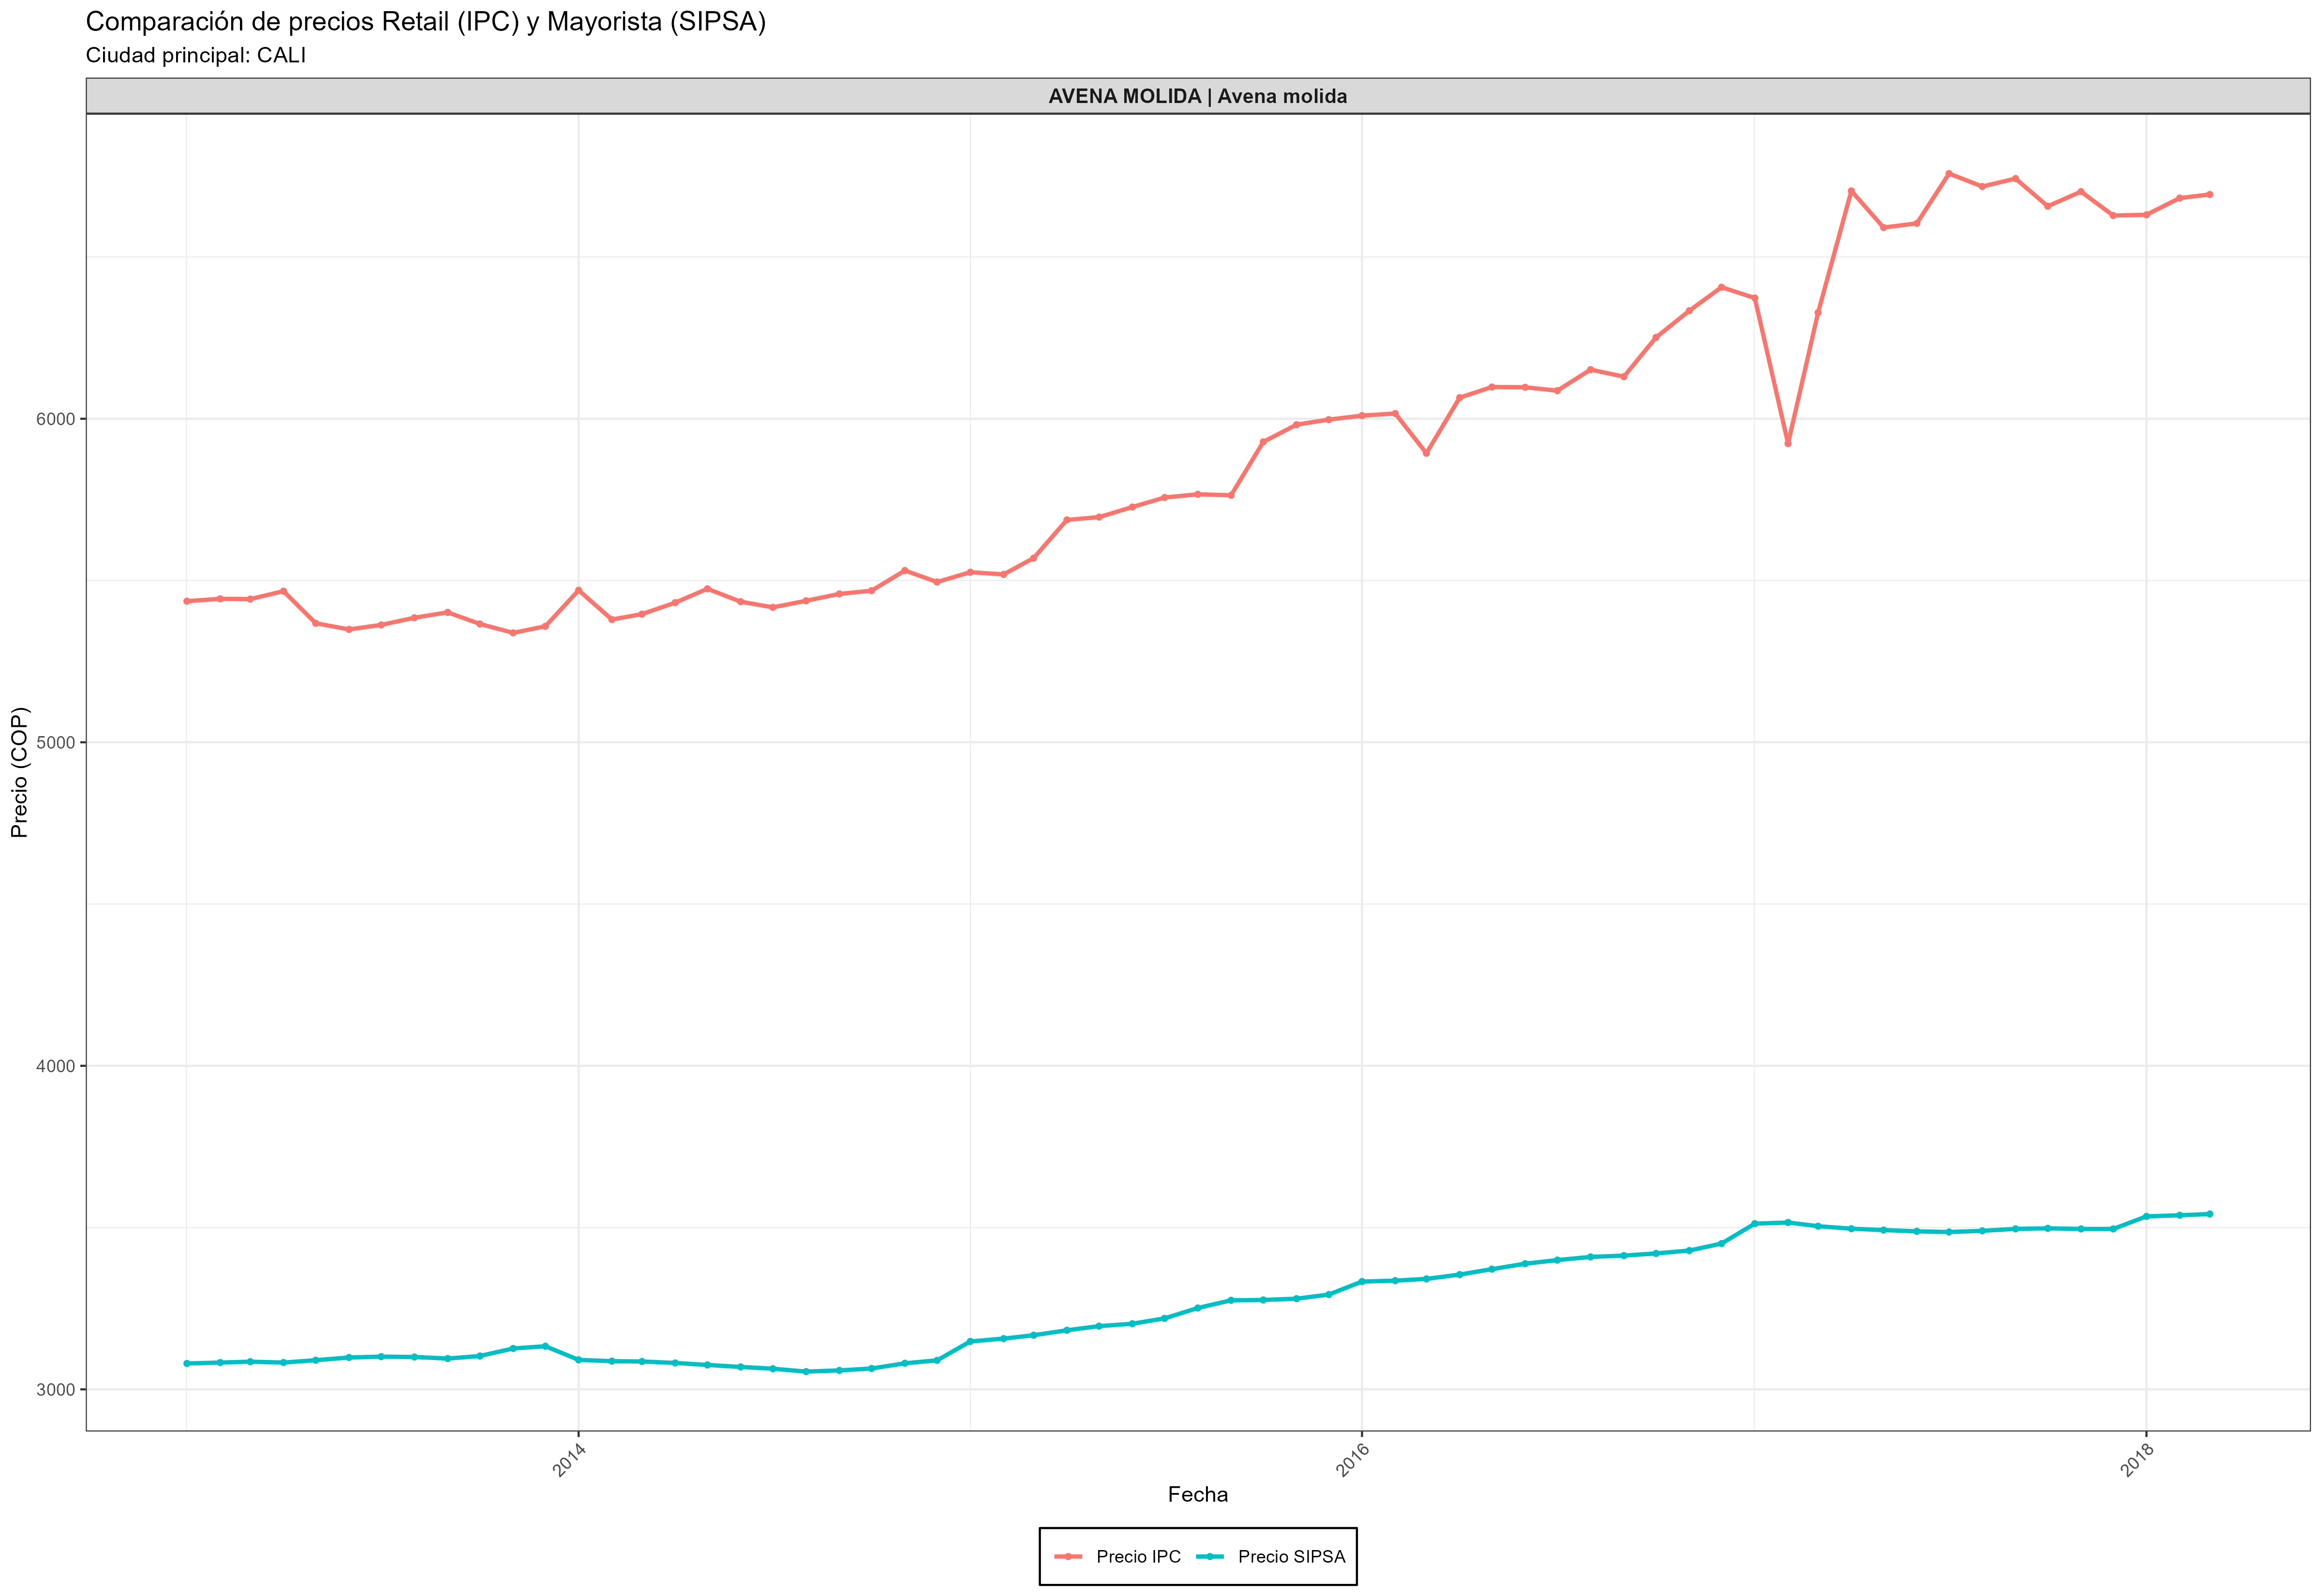 Comparación de precios Retail (IPC) y Mayorista (SIPSA)
Ciudad principal: CALI
AVENA MOLIDA | Avena molida
6000
5000
4000
3000
Precio (COP)
2014
2016
2018
Fecha
Precio IPC
Precio SIPSA